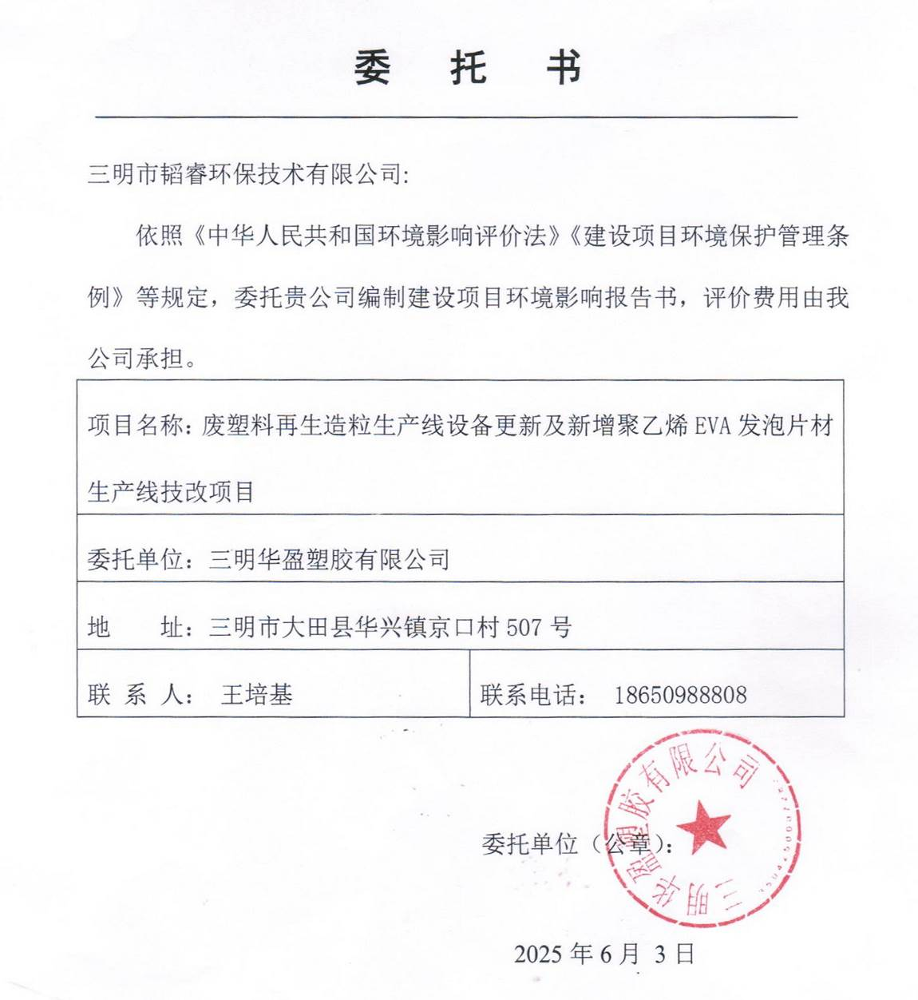 委 托 书
三明市韬睿环保技术有限公司:
依照《中华人民共和国环境影响评价法》《建设项目环境保护管理条
例》等规定，委托贵公司编制建设项目环境影响报告书，评价费用由我
公司承担。
项目名称：废塑料再生造粒生产线设备更新及新增聚乙烯 EVA 发泡片材
生产线技改项目
委托单位：三明华盈塑胶有限公司
地 址：三明市大田县华兴镇京口村 507 号
联 系 人： 王培基
联系电话： 18650988808
三明华盈塑胶有限公司
委托单位（公章）：
2025 年 6 月 3 日